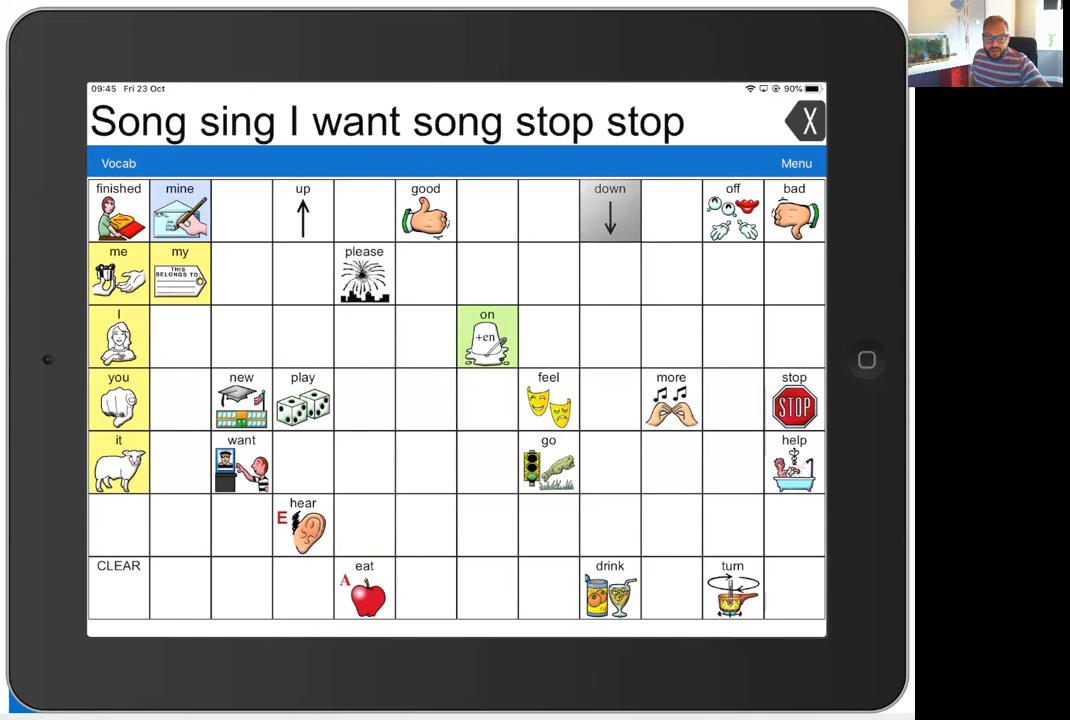 09:45 Fri 23 Oct 90%
Song sing I want song stop stop
X
Vocab Menu
finished mine up good down off bad
me my please
THIS BELONGS TO
I on
+en
you new play feel more stop
STOP
it want go help
hear
E
CLEAR eat drink turn
A